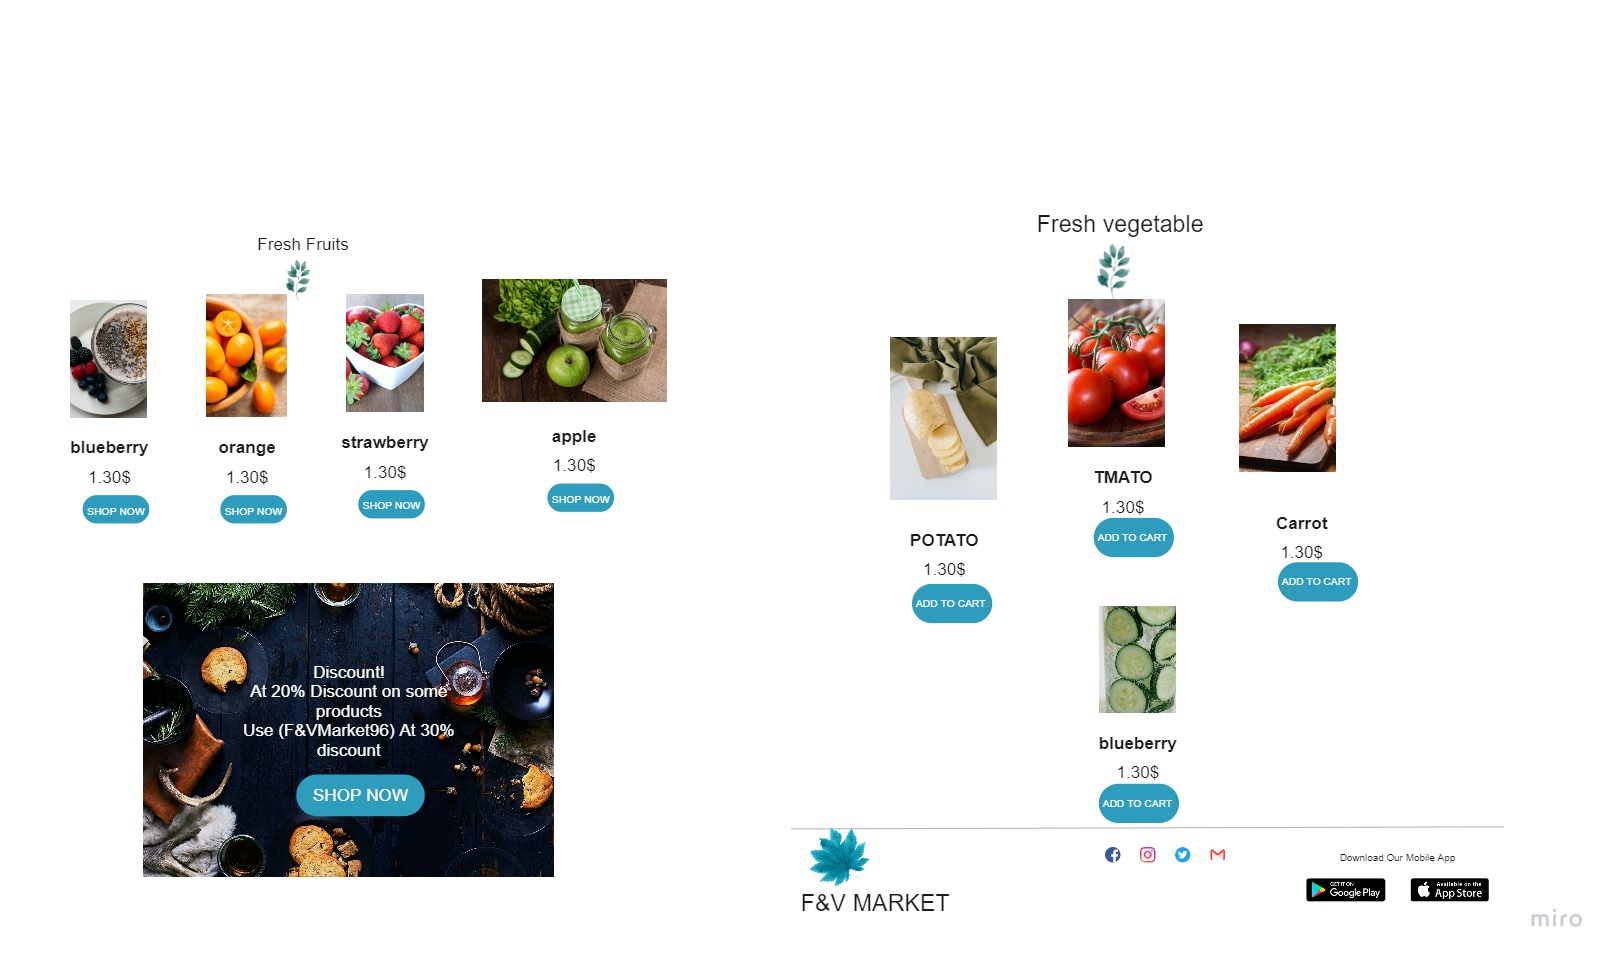 Fresh Fruits
blueberry
1.30$
SHOP NOW
orange
1.30$
SHOP NOW
strawberry
1.30$
SHOP NOW
apple
1.30$
SHOP NOW
Discount!
At 20% Discount on some
products
Use (F&VMarket96) At 30%
discount
SHOP NOW
Fresh vegetable
POTATO
1.30$
ADD TO CART
TMATO
1.30$
ADD TO CART
Carrot
1.30$
ADD TO CART
blueberry
1.30$
ADD TO CART
F&V MARKET
Download Our Mobile App
GET IT ON
Google Play
Available on the
App Store
miro